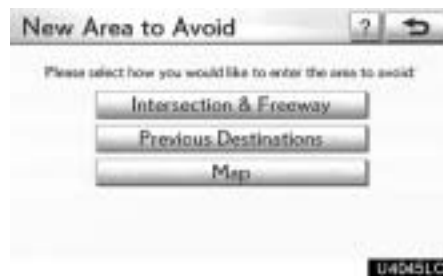 New Area to Avoid ?
Please select how you would like to enter the area to avoid
Intersection & Freeway
Previous Destinations
Map
U4045LC